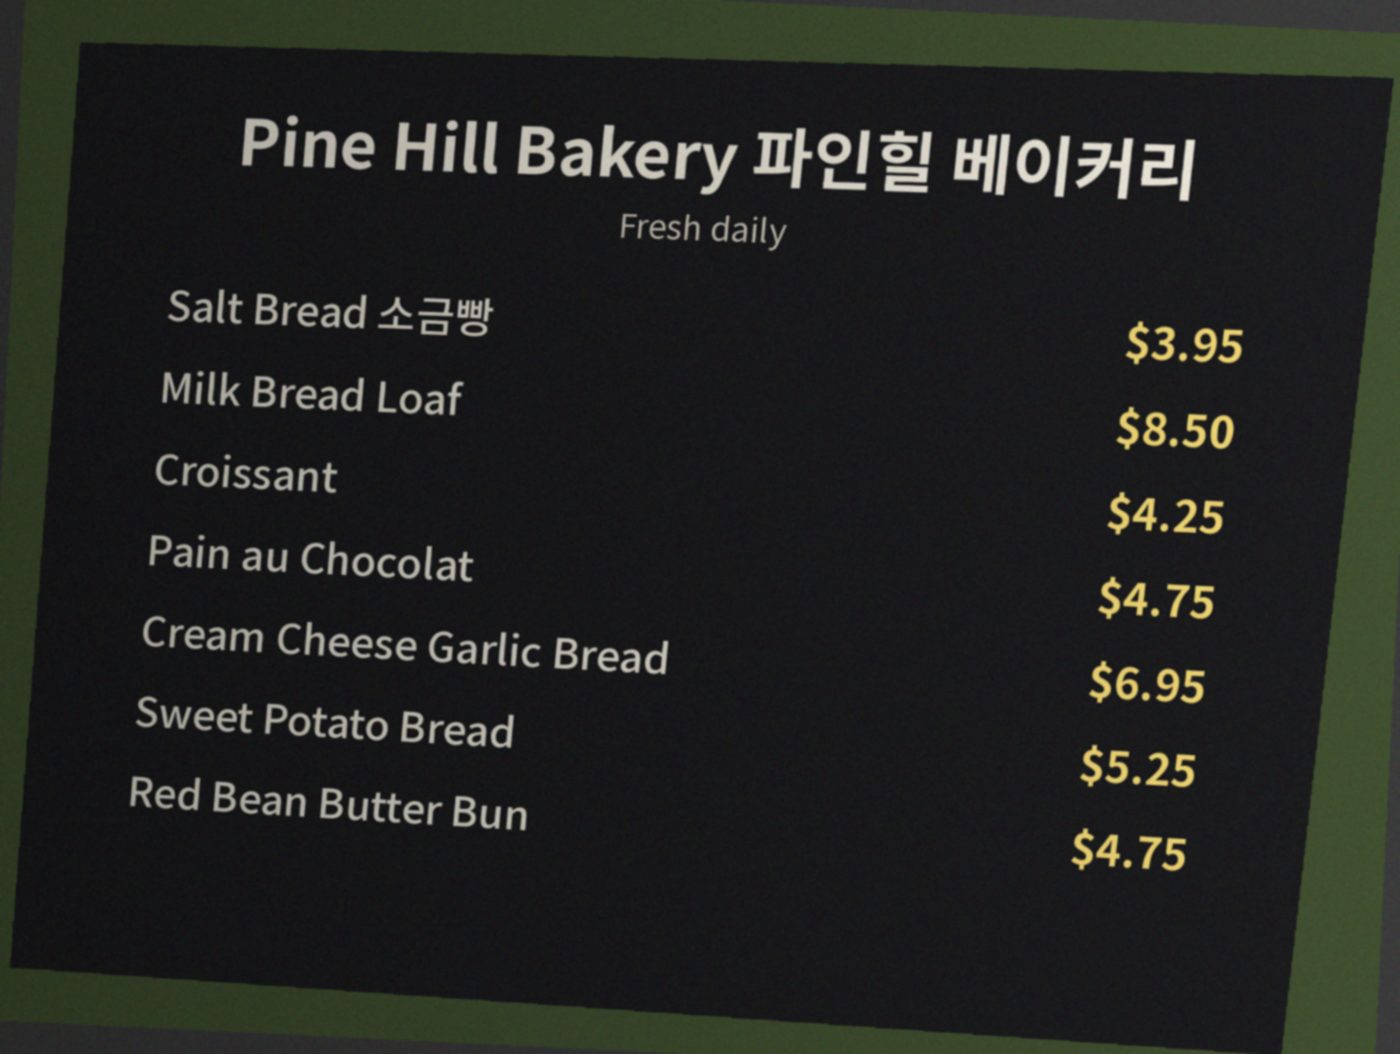 Pine Hill Bakery 파인힐 베이커리
Fresh daily
Salt Bread 소금빵 $3.95
Milk Bread Loaf $8.50
Croissant $4.25
Pain au Chocolat $4.75
Cream Cheese Garlic Bread $6.95
Sweet Potato Bread $5.25
Red Bean Butter Bun $4.75